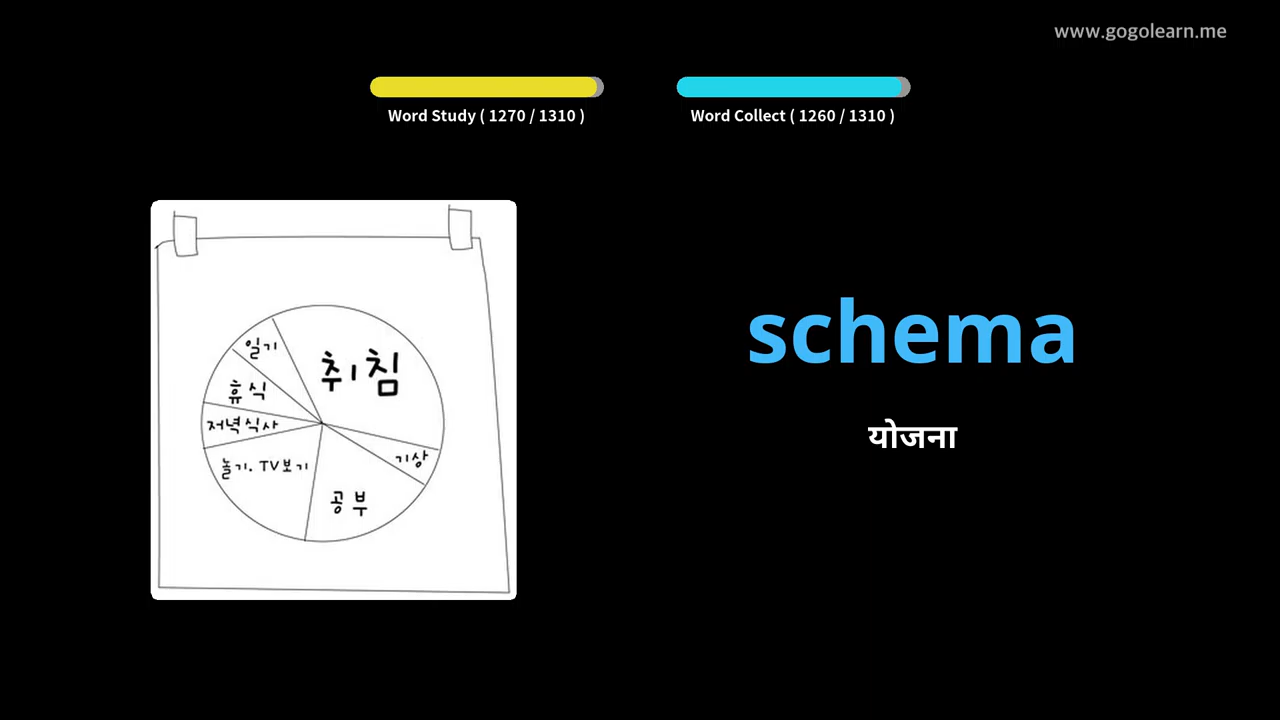 www.gogolearn.me
Word Study ( 1270 / 1310 )
Word Collect ( 1260 / 1310 )
일기
취침
휴식
저녁식사
놀기. TV보기
기상
공부
schema
योजना